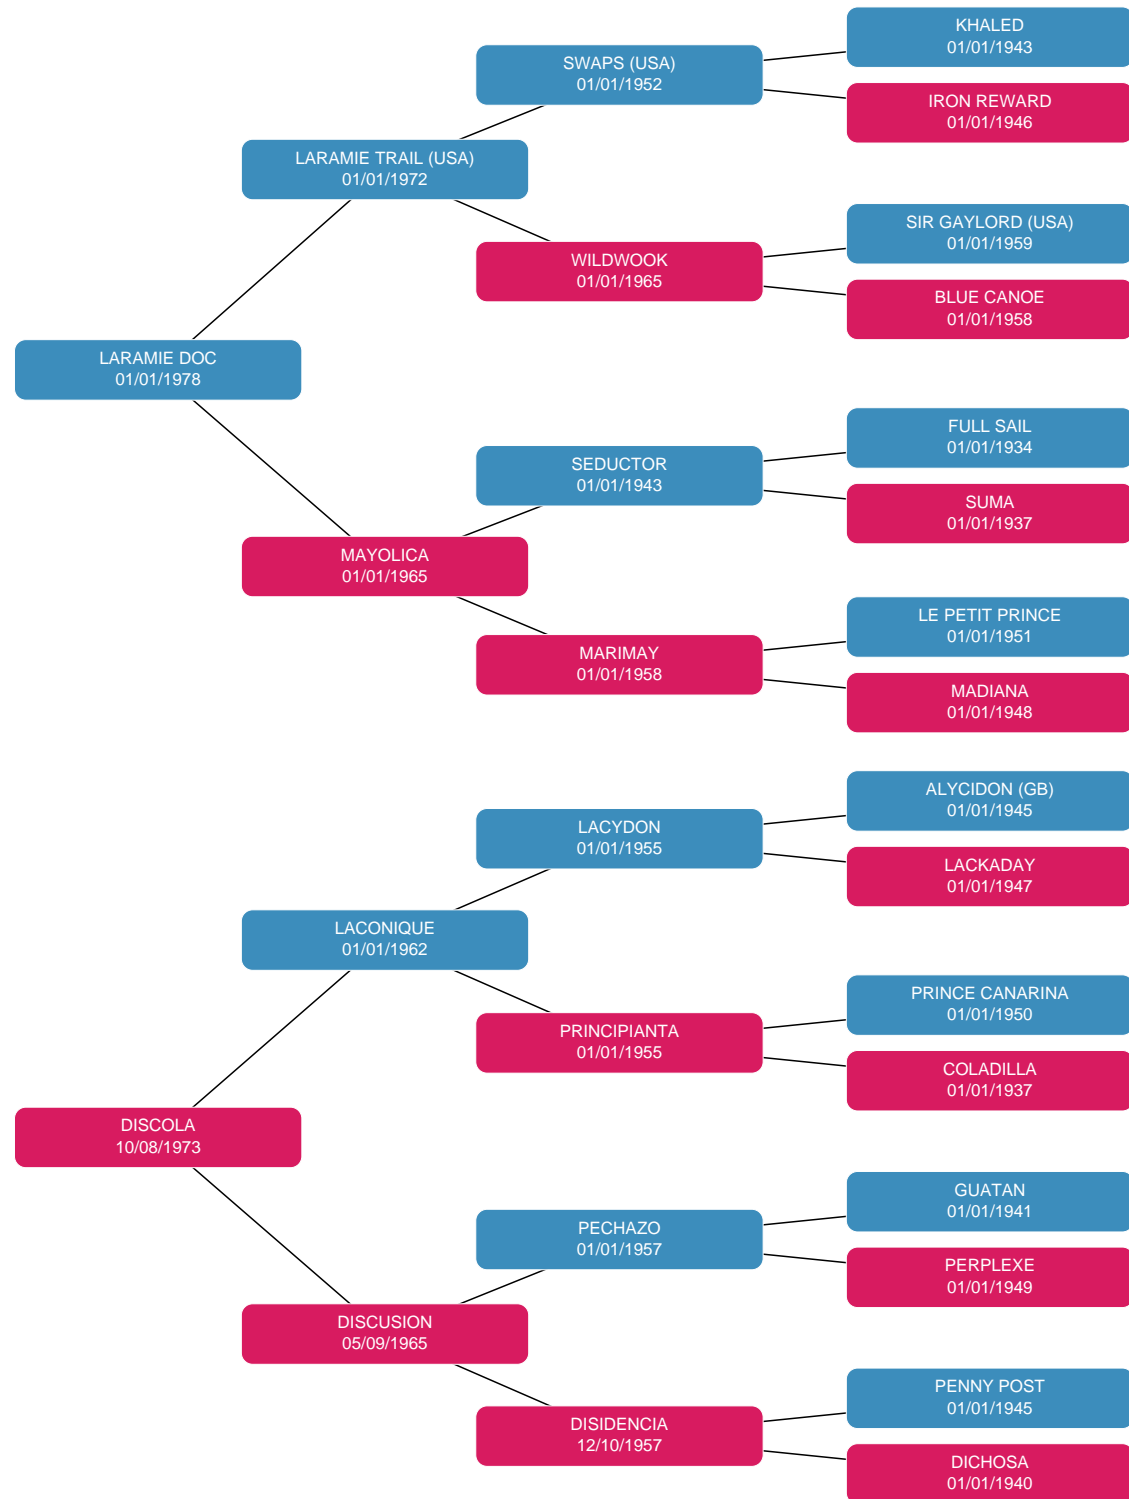 KHALED
01/01/1943
SWAPS (USA)
01/01/1952
IRON REWARD
01/01/1946
LARAMIE TRAIL (USA)
01/01/1972
SIR GAYLORD (USA)
01/01/1959
WILDWOOK
01/01/1965
BLUE CANOE
01/01/1958
LARAMIE DOC
01/01/1978
FULL SAIL
01/01/1934
SEDUCTOR
01/01/1943
SUMA
01/01/1937
MAYOLICA
01/01/1965
LE PETIT PRINCE
01/01/1951
MARIMAY
01/01/1958
MADIANA
01/01/1948
ALYCIDON (GB)
01/01/1945
LACYDON
01/01/1955
LACKADAY
01/01/1947
LACONIQUE
01/01/1962
PRINCE CANARINA
01/01/1950
PRINCIPIANTA
01/01/1955
COLADILLA
01/01/1937
DISCOLA
10/08/1973
GUATAN
01/01/1941
PECHAZO
01/01/1957
PERPLEXE
01/01/1949
DISCUSION
05/09/1965
PENNY POST
01/01/1945
DISIDENCIA
12/10/1957
DICHOSA
01/01/1940